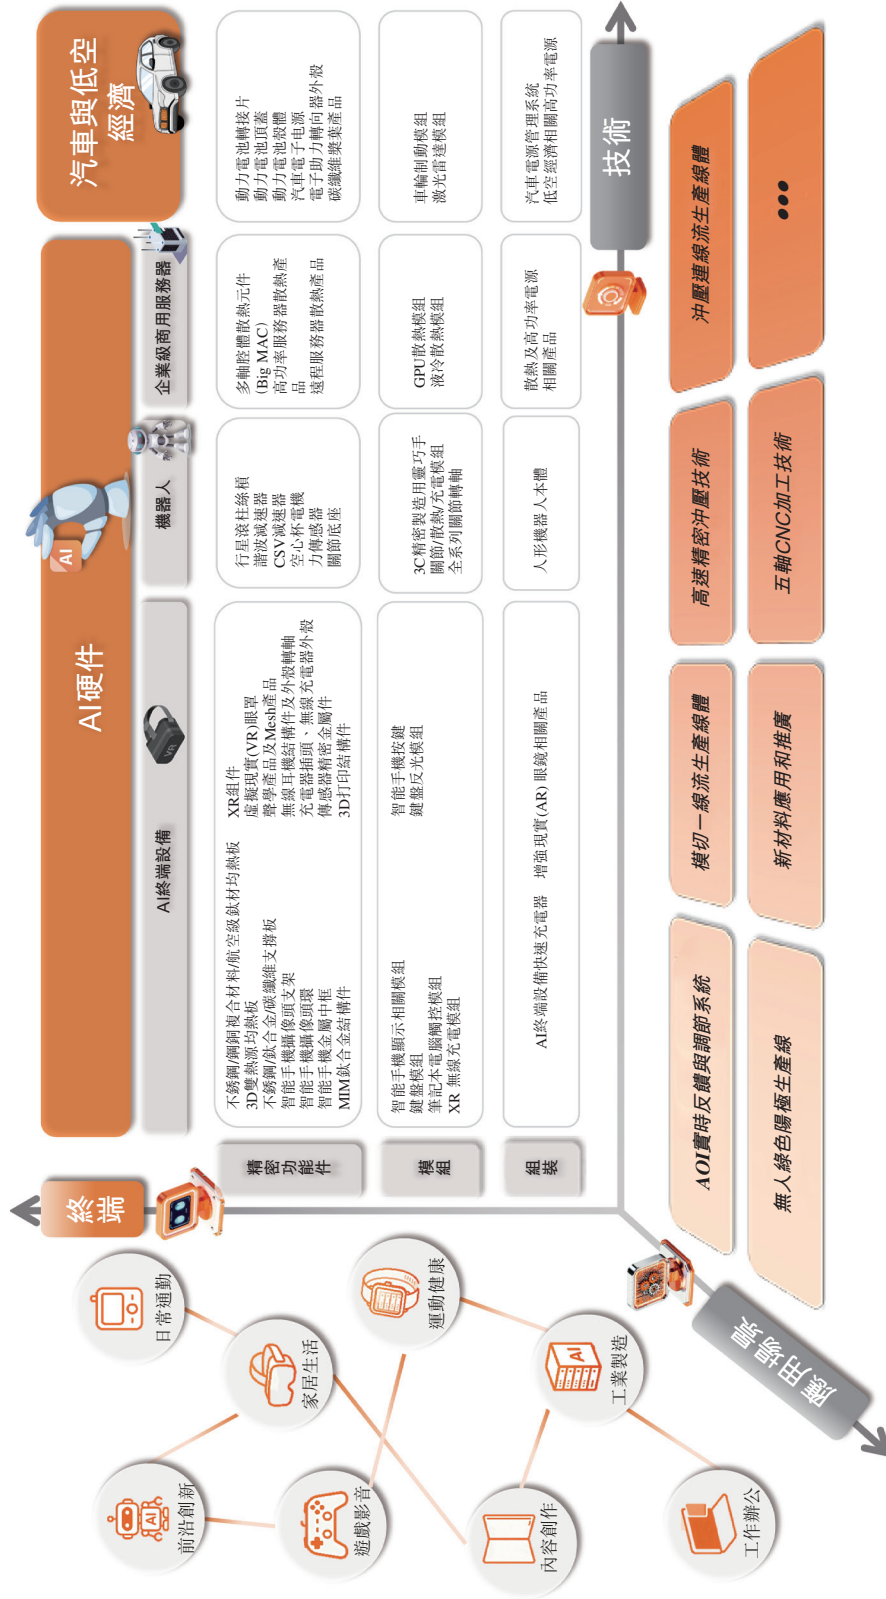 終端
AI硬件
AI
汽車與低空
經濟
AI終端設備
VR
機器人
企業級商用服務器
精密功
能件
不銹鋼/鋼銅複合材料/航空級鈦材均熱板
3D雙熱源均熱板
不銹鋼/鈦合金/碳纖維支撐板
智能手機攝像頭支架
智能手機攝像頭環
智能手機金屬中框
MIM鈦合金結構件
XR組件
虛擬現實(VR)眼罩
聲學產品及Mesh產品
無線耳機結構件及外殼轉軸
充電器插頭、無線充電器外殼
傳感器精密金屬件
3D打印結構件
行星滾柱絲槓
諧波減速器
CSV減速器
空心杯電機
力傳感器
關節底座
多軸腔體散熱元件
(Big MAC)
高功率服務器散熱產
品
遠程服務器散熱產品
動力電池轉接片
動力電池頂蓋
動力電池殼體
汽車電子电源
電子助力轉向器外殼
碳纖維槳葉產品
模組
智能手機顯示相關模組
鍵盤模組
筆記本電腦觸控模組
XR 無線充電模組
智能手機按鍵
鍵盤反光模組
3C精密製造用靈巧手
關節/散熱/充電模組
全系列關節轉軸
GPU散熱模組
液冷散熱模組
車輪制動模組
激光雷達模組
組裝
AI終端設備快速充電器
增強現實(AR) 眼鏡相關產品
人形機器人本體
散熱及高功率電源
相關產品
汽車電源管理系統
低空經濟相關高功率電源
技術
AOI實時反饋與調節系統
模切一線流生產線體
高速精密沖壓技術
沖壓連線流生產線體
無人綠色陽極生產線
新材料應用和推廣
五軸CNC加工技術
•••
應用場景
日常通勤
家居生活
運動健康
AI
工業製造
AI
前沿創新
遊戲影音
內容創作
工作辦公